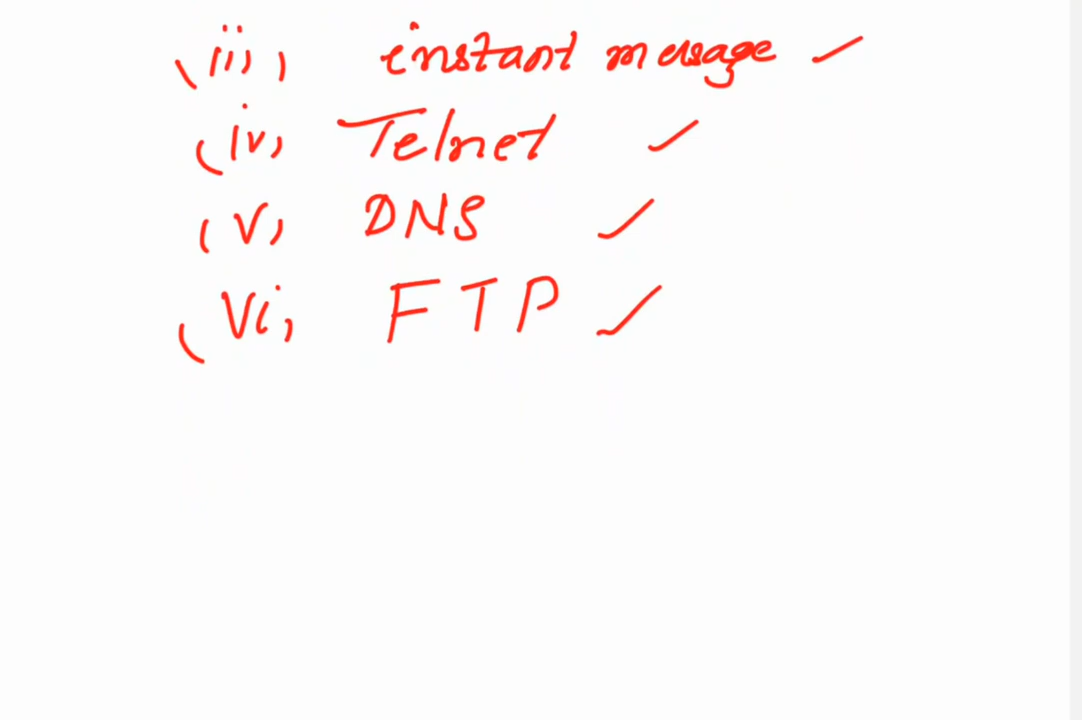 (iii) instant message ✓
(iv) Telnet ✓
(v) DNS ✓
(vi) FTP ✓